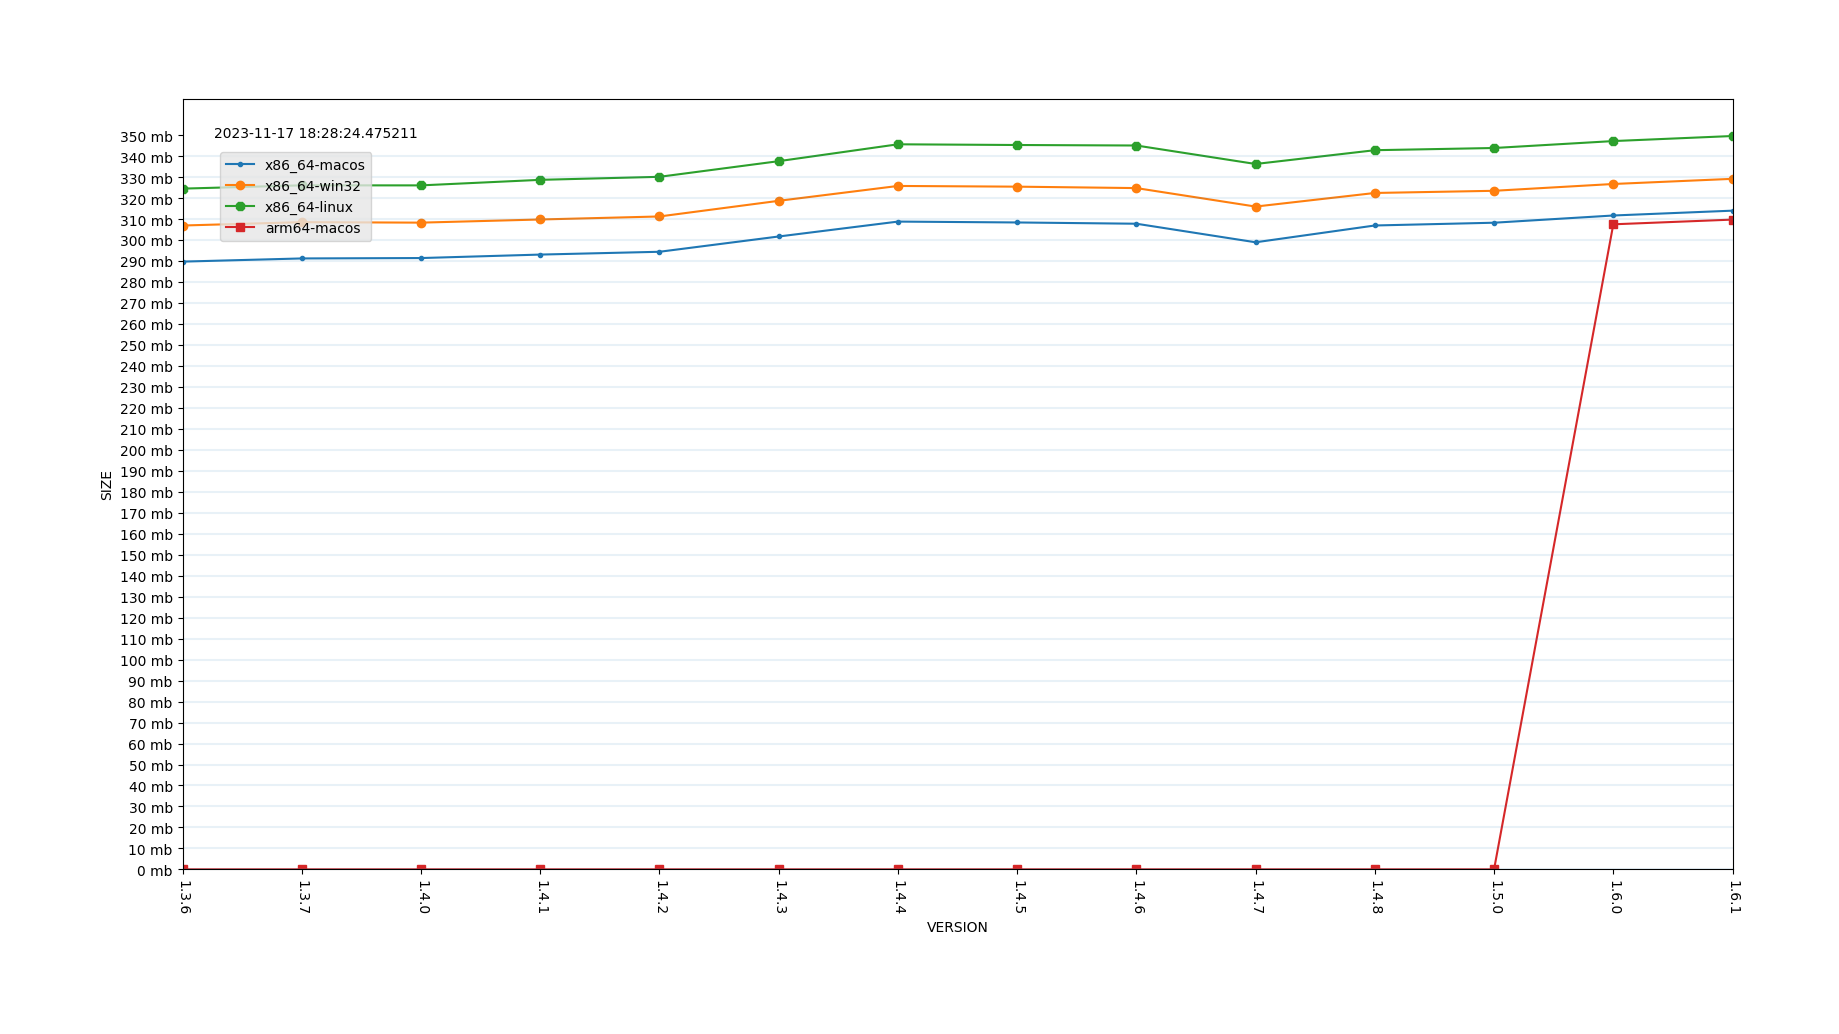 2023-11-17 18:28:24.475211
x86_64-macos
x86_64-win32
x86_64-linux
arm64-macos
350 mb
340 mb
330 mb
320 mb
310 mb
300 mb
290 mb
280 mb
270 mb
260 mb
250 mb
240 mb
230 mb
220 mb
210 mb
200 mb
190 mb
180 mb
170 mb
160 mb
150 mb
140 mb
130 mb
120 mb
110 mb
100 mb
90 mb
80 mb
70 mb
60 mb
50 mb
40 mb
30 mb
20 mb
10 mb
0 mb
SIZE
1.3.6
1.3.7
1.4.0
1.4.1
1.4.2
1.4.3
1.4.4
1.4.5
1.4.6
1.4.7
1.4.8
1.5.0
1.6.0
1.6.1
VERSION